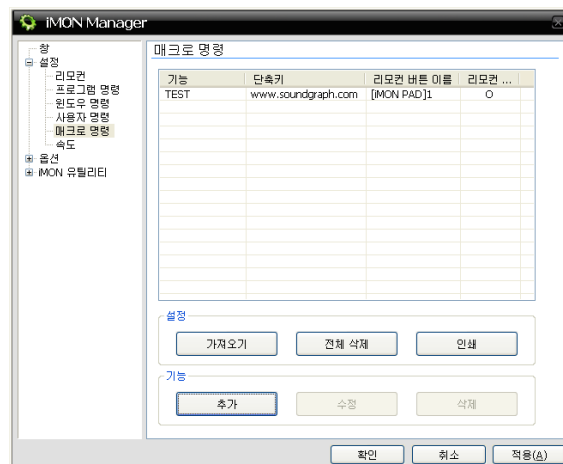 iMON Manager
창
설정
리모컨
프로그램 명령
윈도우 명령
사용자 명령
매크로 명령
속도
옵션
iMON 유틸리티
매크로 명령
기능 단축키 리모컨 버튼 이름 리모컨 ...
TEST www.soundgraph.com [iMON PAD]1 O
설정
가져오기 전체 삭제 인쇄
기능
추가 수정 삭제
확인 취소 적용(A)